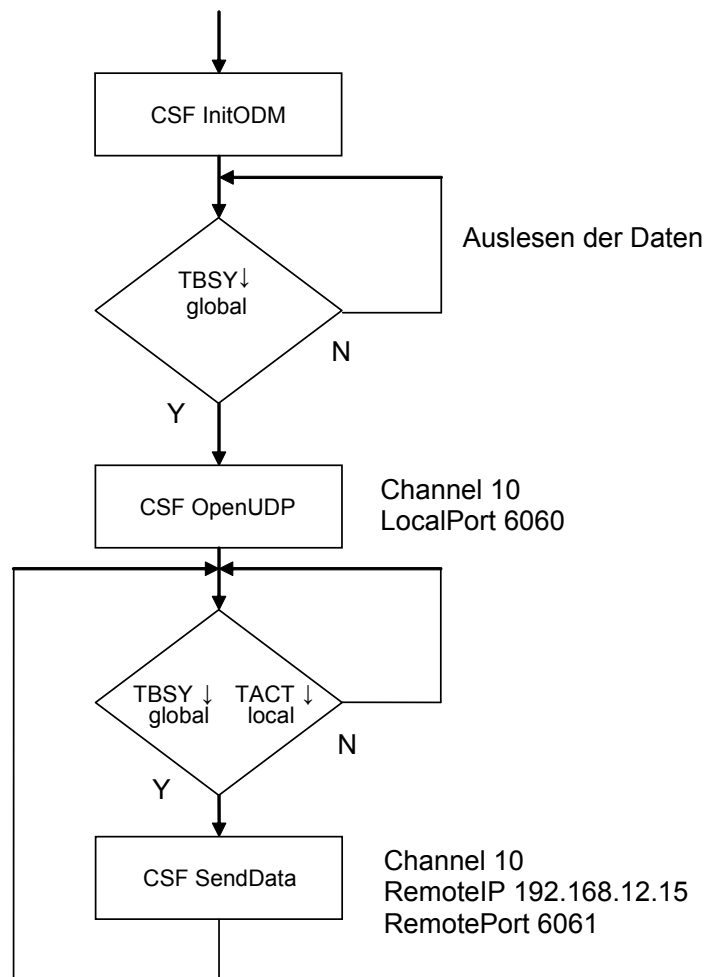 CSF InitODM
Auslesen der Daten
TBSY↓
global
N
Y
CSF OpenUDP
Channel 10
LocalPort 6060
TBSY ↓ TACT ↓
global local
N
Y
CSF SendData
Channel 10
RemoteIP 192.168.12.15
RemotePort 6061